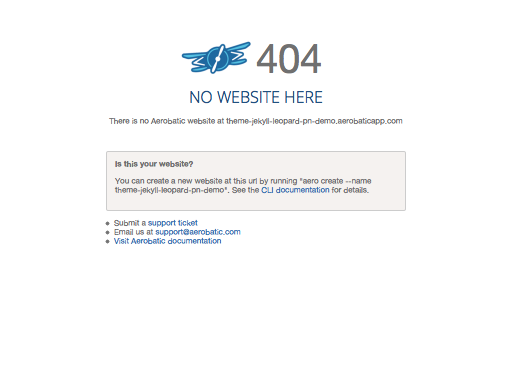 404
NO WEBSITE HERE
There is no Aerobatic website at theme-jekyll-leopard-pn-demo.aerobaticapp.com
Is this your website?
You can create a new website at this url by running "aero create --name
theme-jekyll-leopard-pn-demo". See the CLI documentation for details.
Submit a support ticket
Email us at support@aerobatic.com
Visit Aerobatic documentation